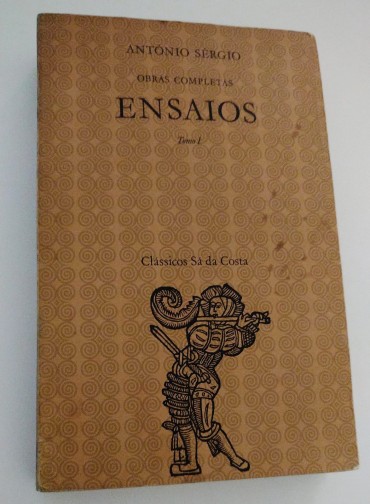 ANTÓNIO SÉRGIO
OBRAS COMPLETAS
ENSAIOS
Tomo I
Clássicos Sá da Costa